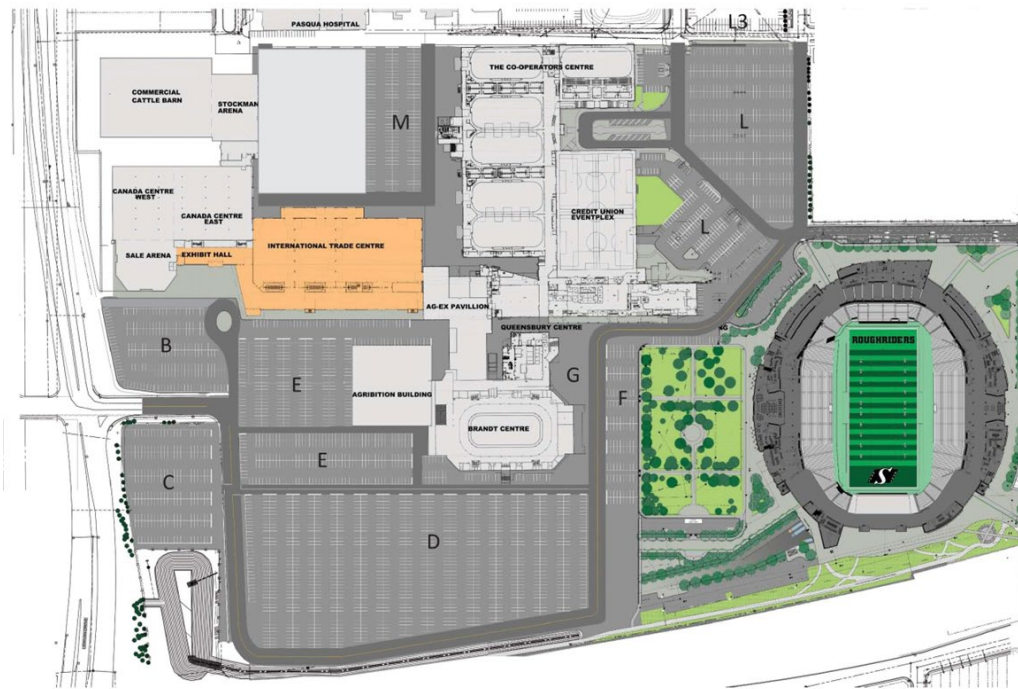 PASQUA HOSPITAL
L3
THE CO-OPERATORS CENTRE
COMMERCIAL
CATTLE BARN
STOCKMAN
ARENA
M
L
CANADA CENTRE
WEST
CANADA CENTRE
EAST
CREDIT UNION
EVENTPLEX
L
INTERNATIONAL TRADE CENTRE
SALE ARENA
EXHIBIT HALL
AG-EX PAVILLION
QUEENSBURY CENTRE
B
ROUGHRIDERS
E
G
F
AGRIBITION BUILDING
BRANDT CENTRE
E
C
S
D